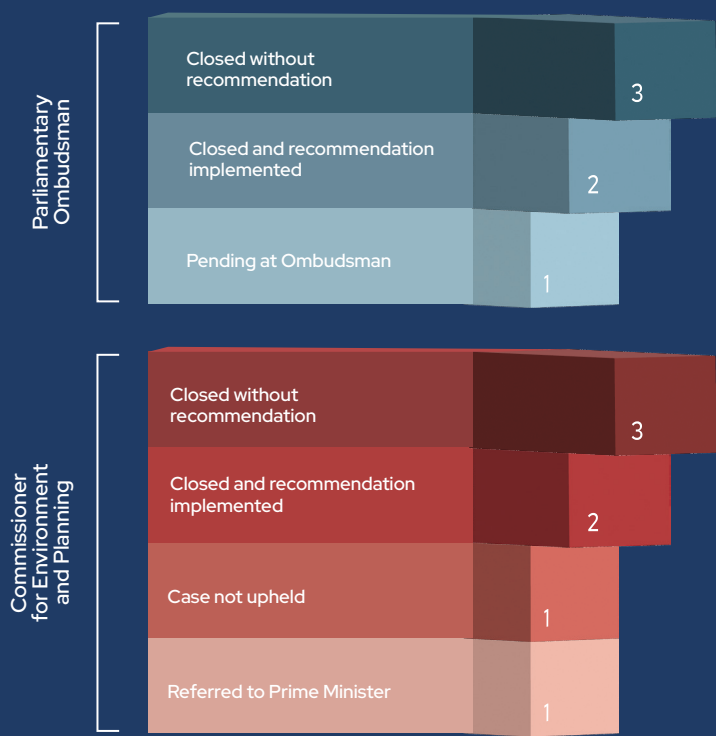 Parliamentary
Ombudsman
Closed without
recommendation
3
Closed and recommendation
implemented
2
Pending at Ombudsman
1
Commissioner
for Environment
and Planning
Closed without
recommendation
3
Closed and recommendation
implemented
2
Case not upheld
1
Referred to Prime Minister
1